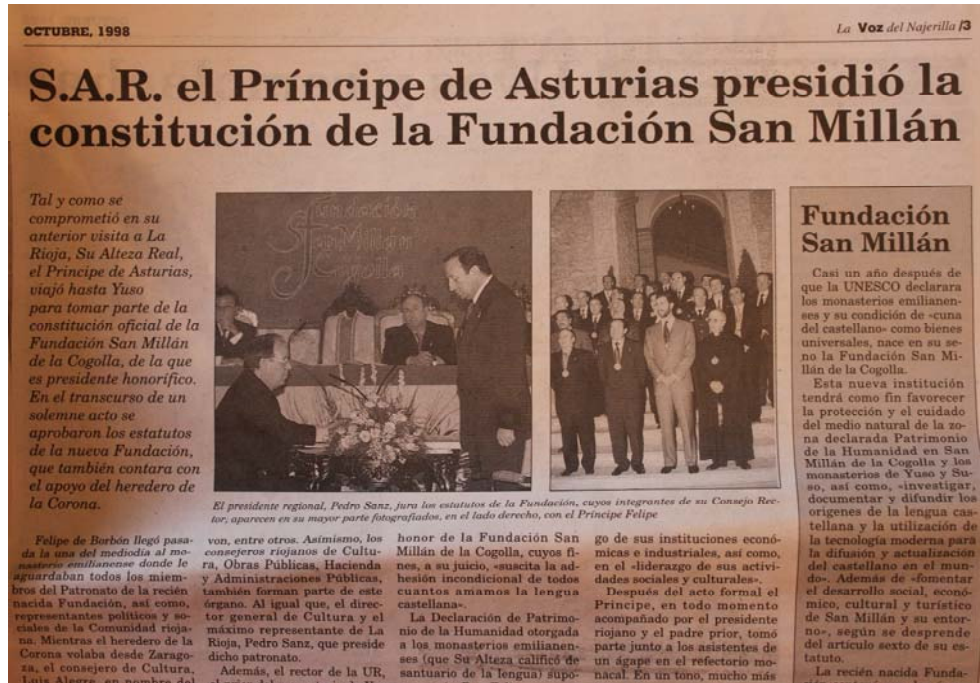 OCTUBRE, 1998
La Voz del Najerilla /3
S.A.R. el Príncipe de Asturias presidió la
constitución de la Fundación San Millán
Tal y como se
comprometió en su
anterior visita a La
Rioja, Su Alteza Real,
el Principe de Asturias,
viajó hasta Yuso
para tomar parte de la
constitución oficial de la
Fundación San Millán
de la Cogolla, de la que
es presidente honorífico.
En el transcurso de un
solemne acto se
aprobaron los estatutos
de la nueva Fundación,
que también contara con
el apoyo del heredero de
la Corona.
Fundación
San Millán
Cogolla
El presidente regional, Pedro Sanz, jura los estatutos de la Fundación, cuyos integrantes de su Consejo Rec-
tor, aparecen en su mayor parte fotografiados, en el lado derecho, con el Príncipe Felipe
Felipe de Borbón llegó pasa-
da la una del mediodía al mo-
nasterio emilianense donde le
aguardaban todos los miem-
bros del Patronato de la recién
nacida Fundación, así como,
representantes políticos y so-
ciales de la Comunidad rioja-
na. Mientras el heredero de la
Corona volaba desde Zarago-
za, el consejero de Cultura,
Luis Alegre, en nombre del
von, entre otros. Asimismo, los
consejeros riojanos de Cultu-
ra, Obras Públicas, Hacienda
y Administraciones Públicas,
también forman parte de este
órgano. Al igual que, el direc-
tor general de Cultura y el
máximo representante de La
Rioja, Pedro Sanz, que preside
dicho patronato.
Además, el rector de la UR,
honor de la Fundación San
Millán de la Cogolla, cuyos fi-
nes, a su juicio, «suscita la ad-
hesión incondicional de todos
cuantos amamos la lengua
castellana».
La Declaración de Patrimo-
nio de la Humanidad otorgada
a los monasterios emilianen-
ses (que Su Alteza calificó de
santuario de la lengua) supo-
go de sus instituciones econó-
micas e industriales, así como,
en el «liderazgo de sus activi-
dades sociales y culturales».
Después del acto formal el
Príncipe, en todo momento
acompañado por el presidente
riojano y el padre prior, tomó
parte junto a los asistentes de
un ágape en el refectorio mo-
nacal. En un tono, mucho más
Fundación
San Millán
Casi un año después de
que la UNESCO declarara
los monasterios emilianen-
ses y su condición de «cuna
del castellano» como bienes
universales, nace en su se-
no la Fundación San Mi-
llán de la Cogolla.
Esta nueva institución
tendrá como fin favorecer
la protección y el cuidado
del medio natural de la zo-
na declarada Patrimonio
de la Humanidad en San
Millán de la Cogolla y los
monasterios de Yuso y Su-
so, así como, «investigar,
documentar y difundir los
origenes de la lengua cas-
tellana y la utilización de
la tecnología moderna para
la difusión y actualización
del castellano en el mun-
do». Además de «fomentar
el desarrollo social, econó-
mico, cultural y turístico
de San Millán y su entor-
no», según se desprende
del artículo sexto de su es-
tatuto.
La recién nacida Funda-